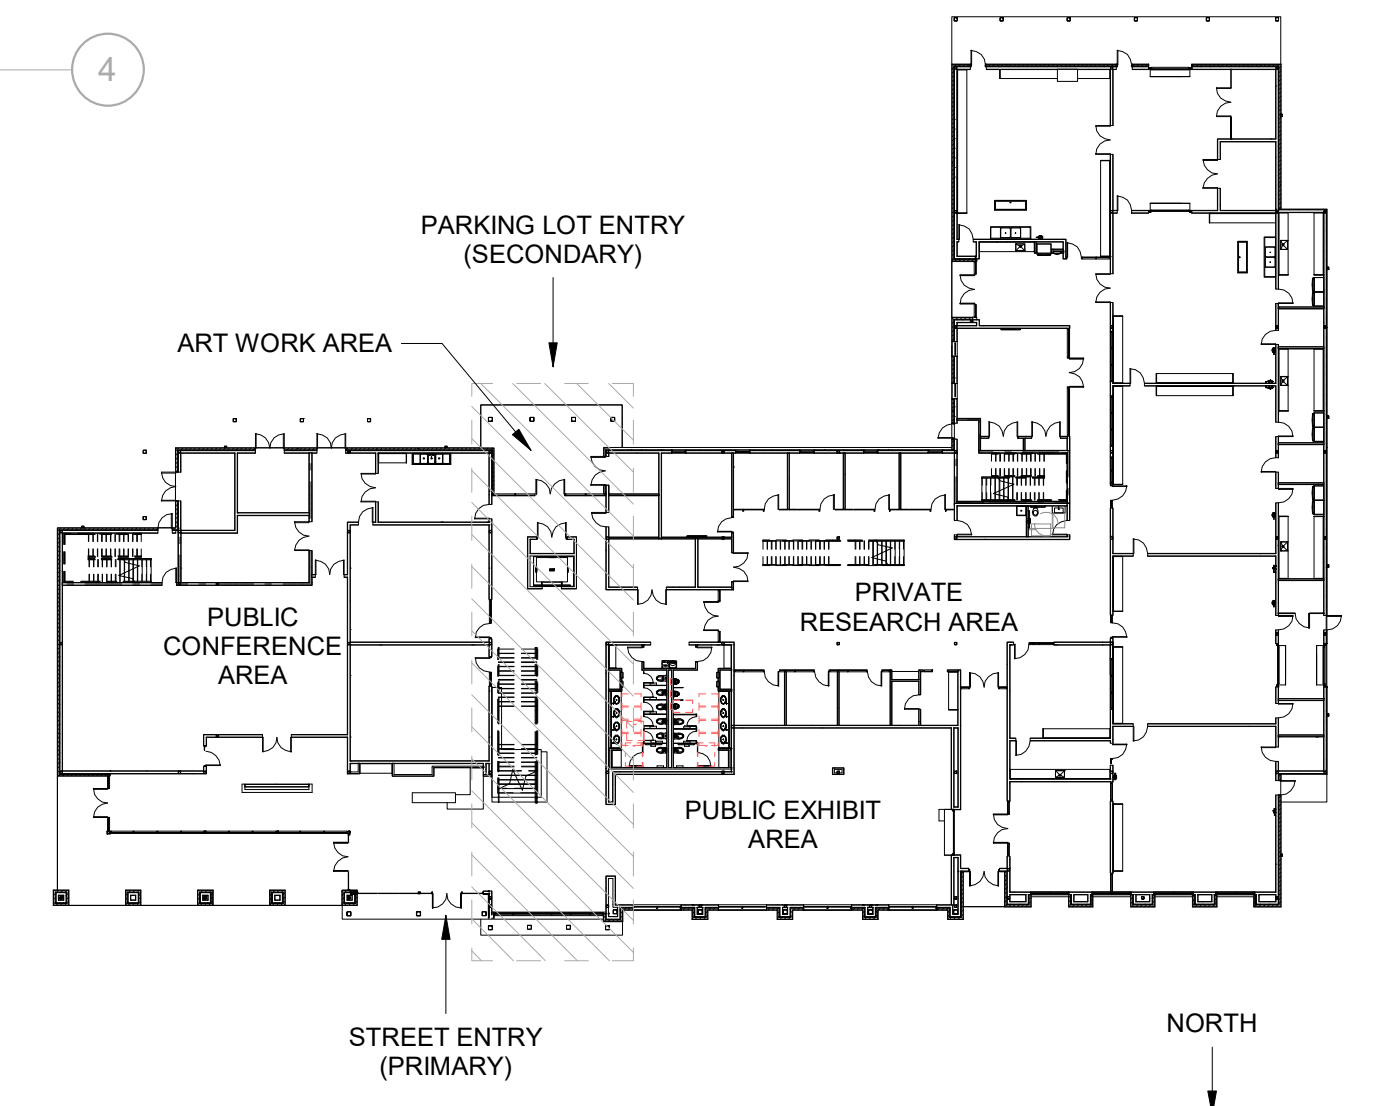 4
PARKING LOT ENTRY
(SECONDARY)
ART WORK AREA
PUBLIC
CONFERENCE
AREA
PRIVATE
RESEARCH AREA
PUBLIC EXHIBIT
AREA
STREET ENTRY
(PRIMARY)
NORTH